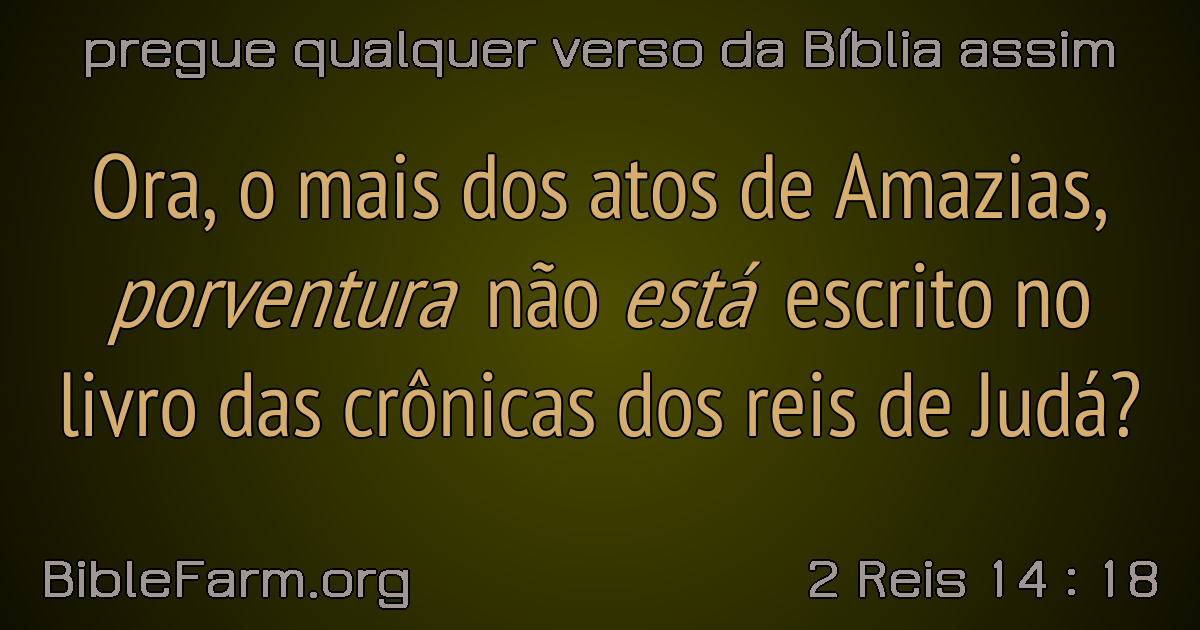 pregue qualquer verso da Bíblia assim
Ora, o mais dos atos de Amazias,
porventura não está escrito no
livro das crônicas dos reis de Judá?
BibleFarm.org
2 Reis 14 : 18